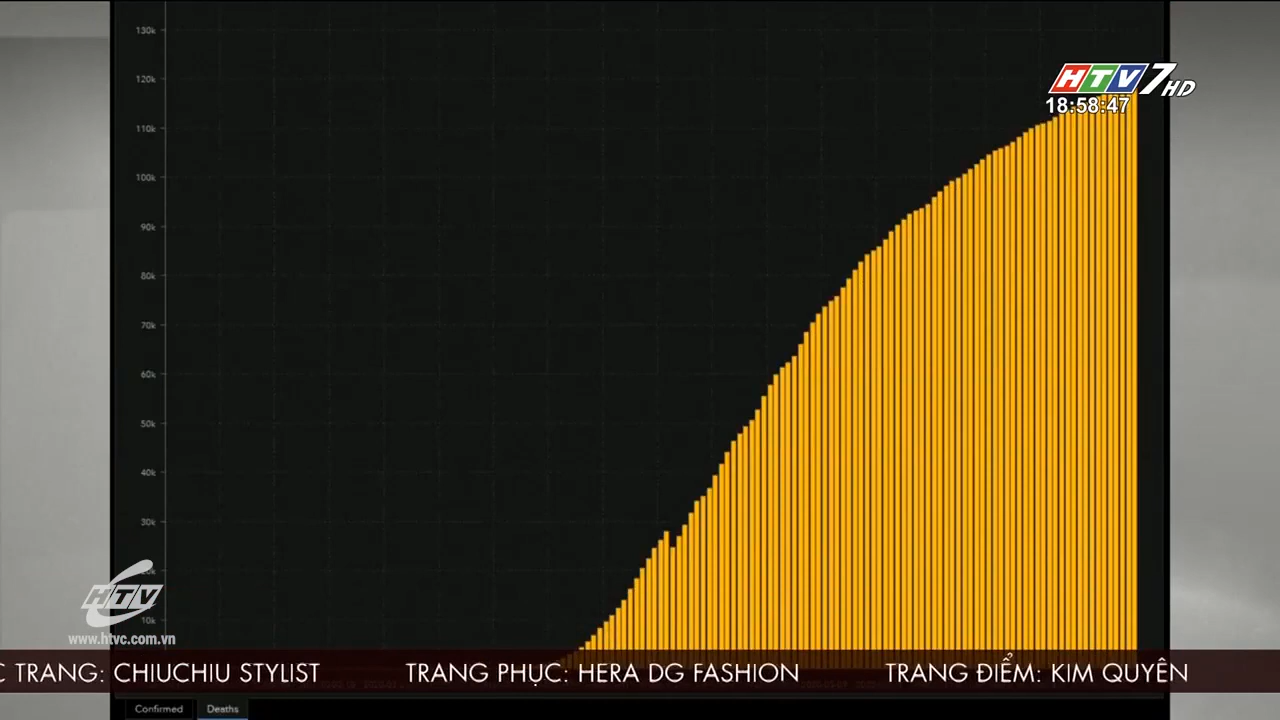 130k
120k
110k
100k
90k
80k
70k
60k
50k
40k
30k
20k
10k
HTV7HD
18:58:47
HTV
www.htvc.com.vn
C TRANG: CHIUCHIU STYLIST TRANG PHỤC: HERA DG FASHION TRANG ĐIỂM: KIM QUYÊN
Confirmed Deaths